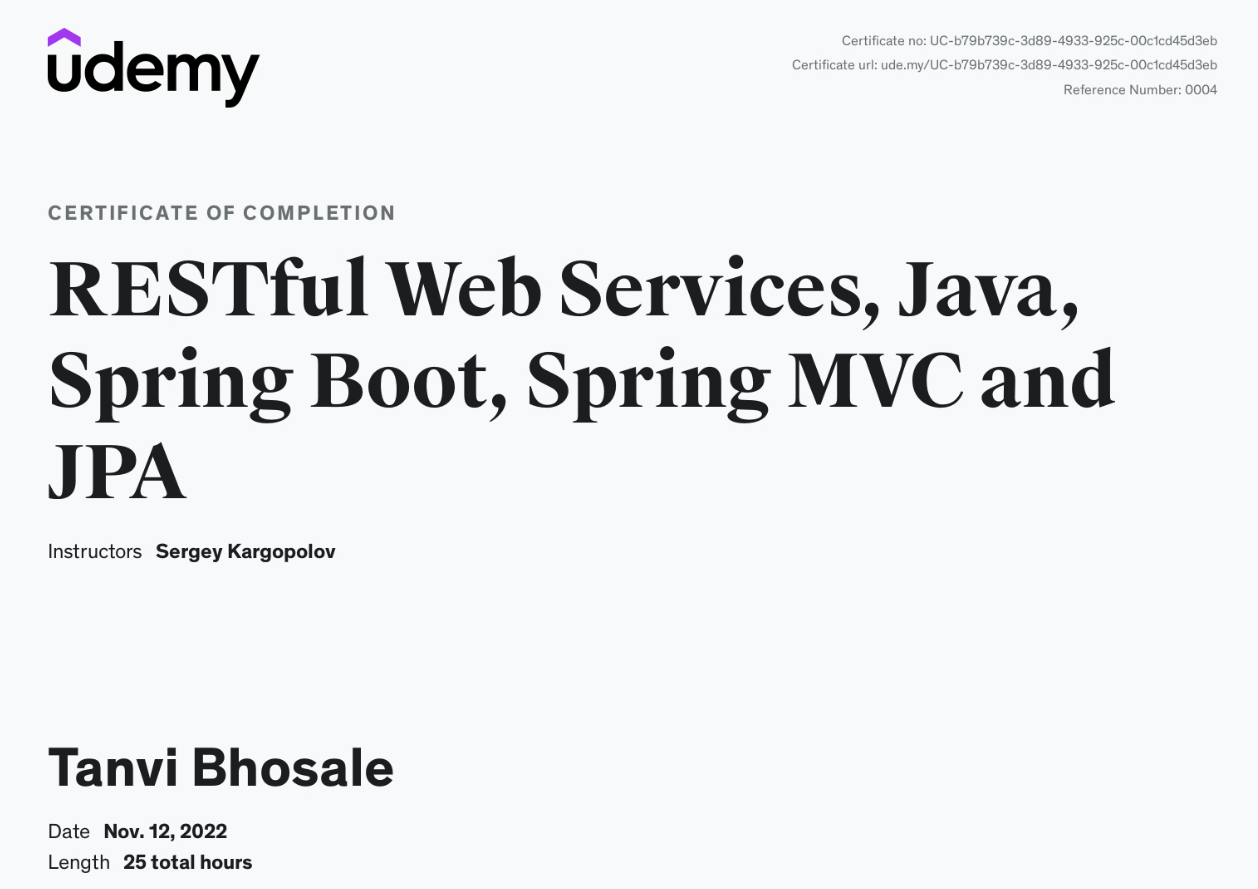 udemy
Certificate no: UC-b79b739c-3d89-4933-925c-00c1cd45d3eb
Certificate url: ude.my/UC-b79b739c-3d89-4933-925c-00c1cd45d3eb
Reference Number: 0004
CERTIFICATE OF COMPLETION
RESTful Web Services, Java,
Spring Boot, Spring MVC and
JPA
Instructors Sergey Kargopolov
Tanvi Bhosale
Date Nov. 12, 2022
Length 25 total hours